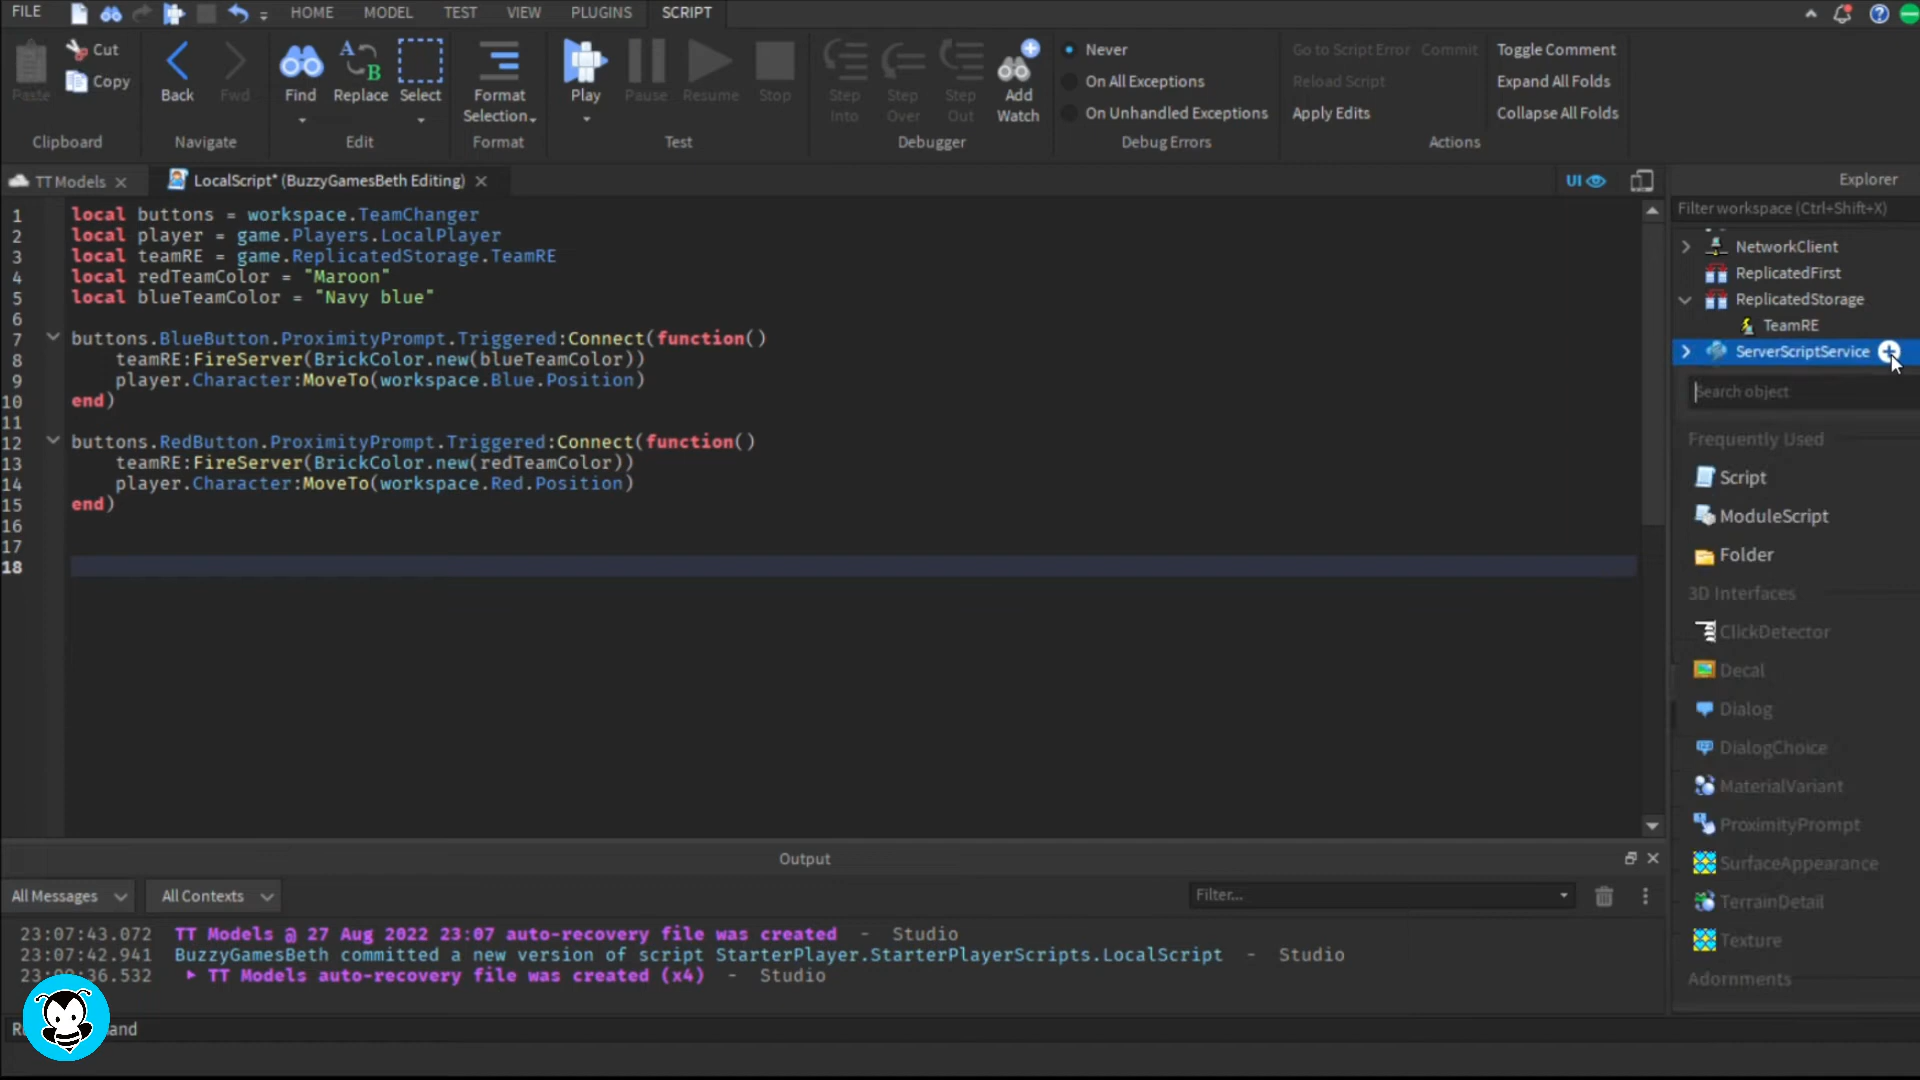 FILE
HOME
MODEL
TEST
VIEW
PLUGINS
SCRIPT
Paste
Cut
Copy
Back
Fwd
Find
Replace
Select
Format
Selection
Play
Pause
Resume
Stop
Step
Into
Step
Over
Step
Out
Add
Watch
Never
On All Exceptions
On Unhandled Exceptions
Go to Script Error
Commit
Reload Script
Apply Edits
Toggle Comment
Expand All Folds
Collapse All Folds
Clipboard
Navigate
Edit
Format
Test
Debugger
Debug Errors
Actions
TT Models
LocalScript* (BuzzyGamesBeth Editing)
UI
1 local buttons = workspace.TeamChanger
2 local player = game.Players.LocalPlayer
3 local teamRE = game.ReplicatedStorage.TeamRE
4 local redTeamColor = "Maroon"
5 local blueTeamColor = "Navy blue"
6
7 buttons.BlueButton.ProximityPrompt.Triggered:Connect(function()
8 teamRE:FireServer(BrickColor.new(blueTeamColor))
9 player.Character:MoveTo(workspace.Blue.Position)
10 end)
11
12 buttons.RedButton.ProximityPrompt.Triggered:Connect(function()
13 teamRE:FireServer(BrickColor.new(redTeamColor))
14 player.Character:MoveTo(workspace.Red.Position)
15 end)
16
17
18
Explorer
Filter workspace (Ctrl+Shift+X)
NetworkClient
ReplicatedFirst
ReplicatedStorage
TeamRE
ServerScriptService
Search object
Frequently Used
Script
ModuleScript
Folder
3D Interfaces
ClickDetector
Decal
Dialog
DialogChoice
MaterialVariant
ProximityPrompt
SurfaceAppearance
TerrainDetail
Texture
Adornments
Output
All Messages
All Contexts
Filter...
23:07:43.072 TT Models @ 27 Aug 2022 23:07 auto-recovery file was created - Studio
23:07:42.941 BuzzyGamesBeth committed a new version of script StarterPlayer.StarterPlayerScripts.LocalScript - Studio
TT Models auto-recovery file was created (x4) - Studio